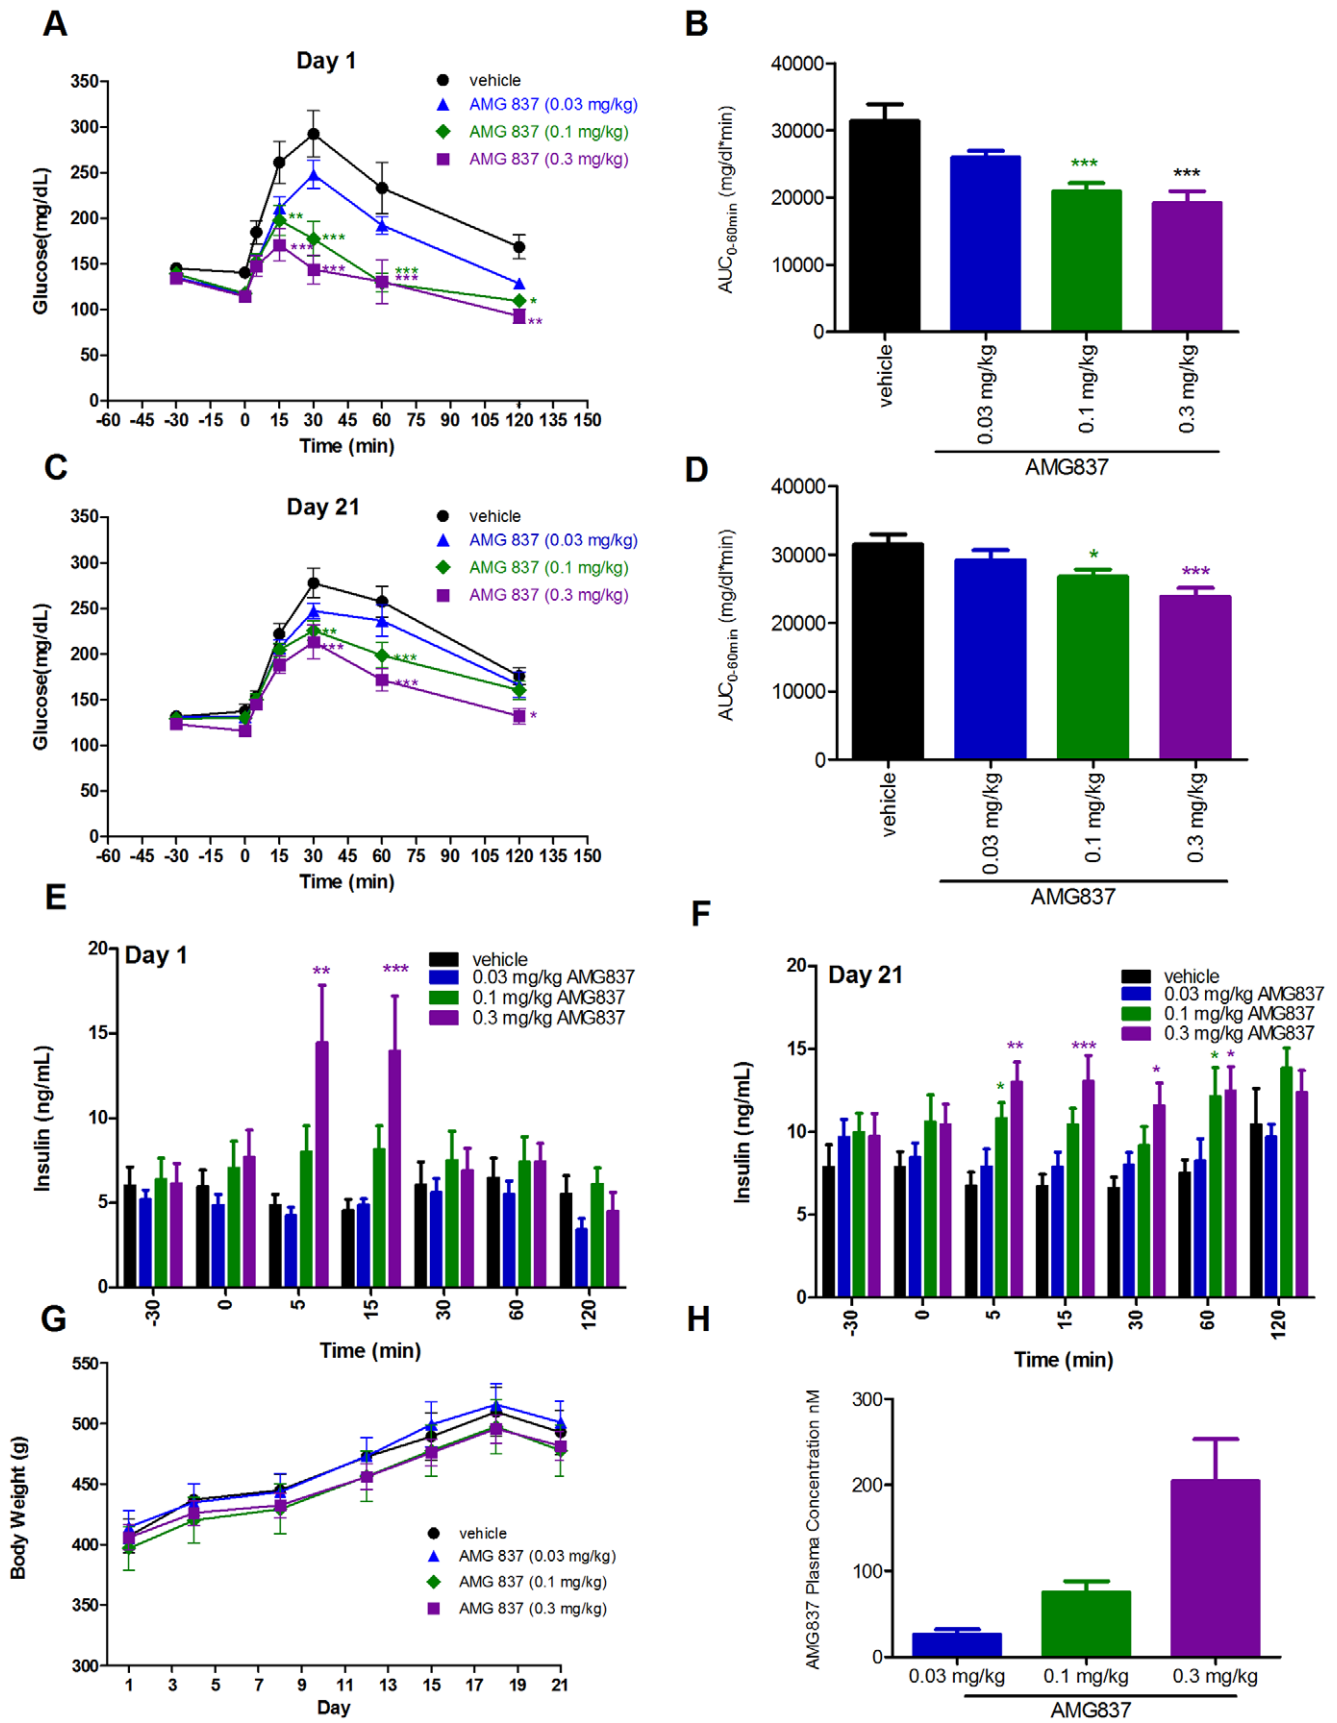 A
Day 1
350
300
250
200
150
100
50
0
Glucose(mg/dL)
-60 -45 -30 -15 0 15 30 45 60 75 90 105 120 135 150
Time (min)
vehicle
AMG 837 (0.03 mg/kg)
AMG 837 (0.1 mg/kg)
AMG 837 (0.3 mg/kg)
**
***
***
***
***
***
*
**
B
40000
30000
20000
10000
0
AUC0-60min (mg/dl*min)
***
***
vehicle
0.03 mg/kg
0.1 mg/kg
0.3 mg/kg
AMG837
C
Day 21
350
300
250
200
150
100
50
0
Glucose(mg/dL)
-60 -45 -30 -15 0 15 30 45 60 75 90 105 120 135 150
Time (min)
vehicle
AMG 837 (0.03 mg/kg)
AMG 837 (0.1 mg/kg)
AMG 837 (0.3 mg/kg)
**
***
***
***
*
D
40000
30000
20000
10000
0
AUC0-60min (mg/dl*min)
*
***
vehicle
0.03 mg/kg
0.1 mg/kg
0.3 mg/kg
AMG837
E
Day 1
20
15
10
5
0
Insulin (ng/mL)
**
***
vehicle
0.03 mg/kg AMG837
0.1 mg/kg AMG837
0.3 mg/kg AMG837
-30 0 5 15 30 60 120
Time (min)
F
Day 21
20
15
10
5
0
Insulin (ng/mL)
vehicle
0.03 mg/kg AMG837
0.1 mg/kg AMG837
0.3 mg/kg AMG837
*
**
***
*
*
*
-30 0 5 15 30 60 120
Time (min)
G
550
500
450
400
350
300
Body Weight (g)
vehicle
AMG 837 (0.03 mg/kg)
AMG 837 (0.1 mg/kg)
AMG 837 (0.3 mg/kg)
1 3 5 7 9 11 13 15 17 19 21
Day
H
300
200
100
0
AMG837 Plasma Concentration nM
0.03 mg/kg 0.1 mg/kg 0.3 mg/kg
AMG837